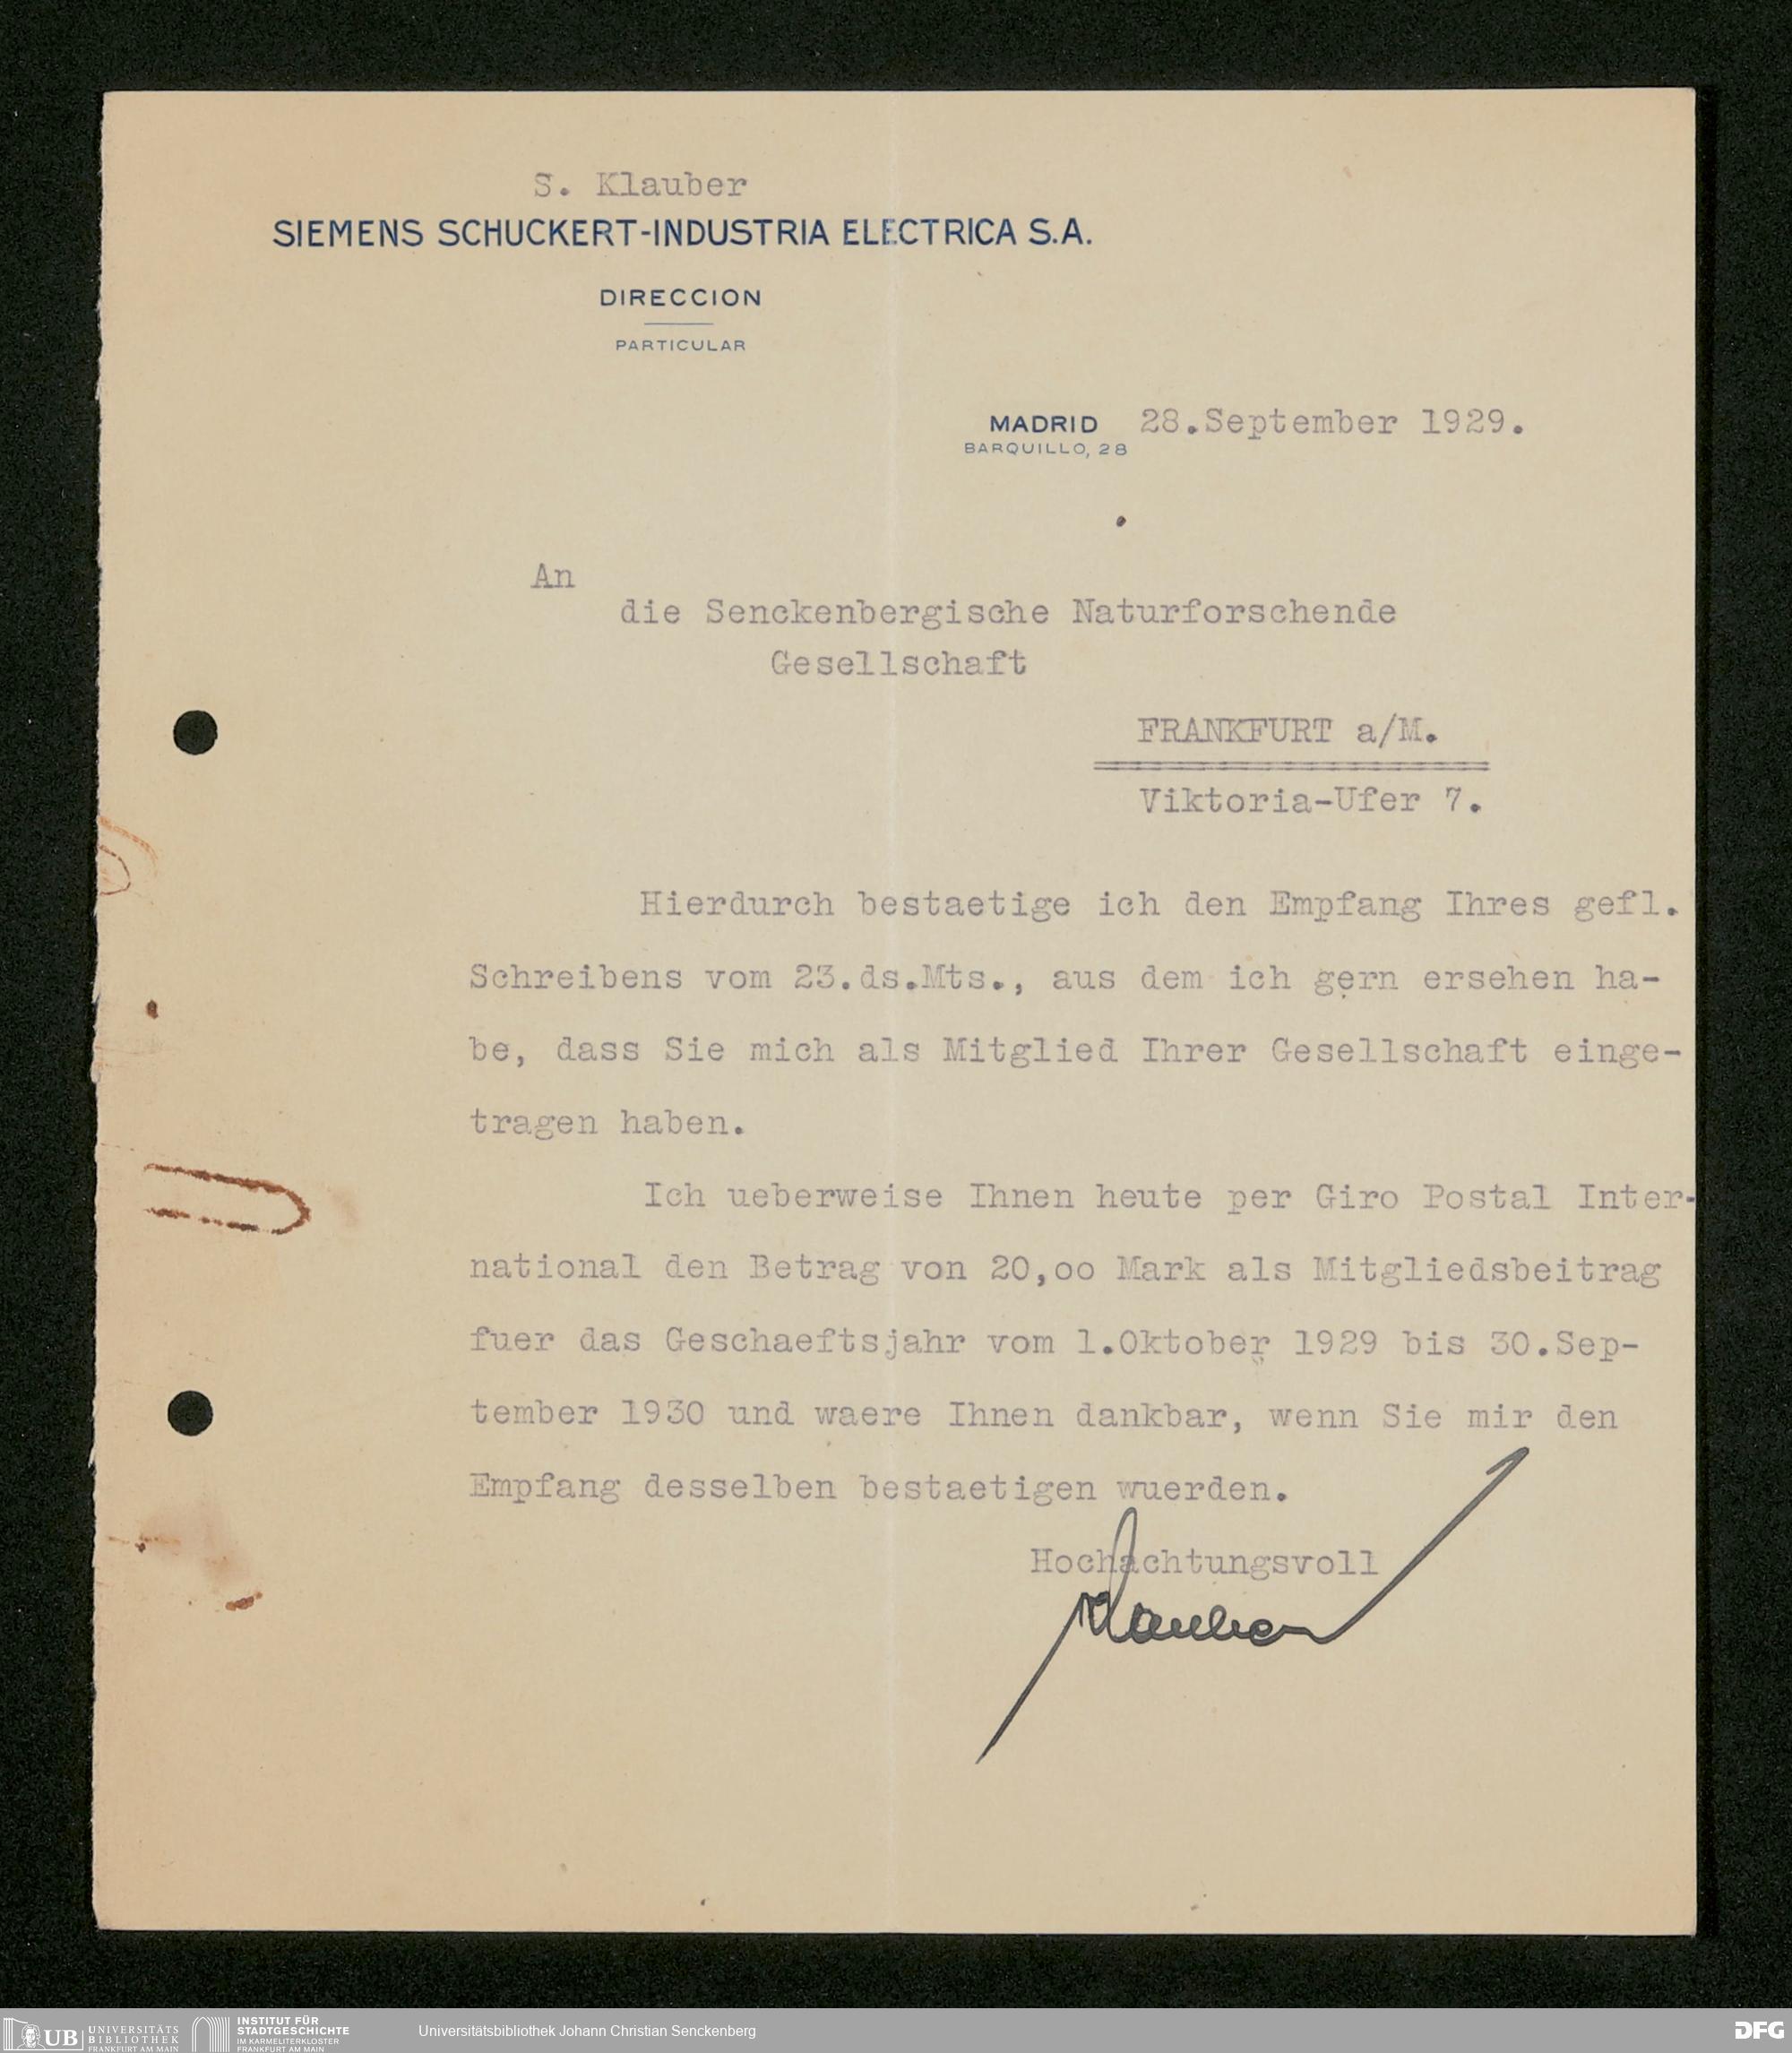 S. Klauber
SIEMENS SCHUCKERT-INDUSTRIA ELECTRICA S.A.
DIRECCION
PARTICULAR
MADRID 28.September 1929.
BARQUILLO, 28
An
die Senckenbergische Naturforschende
Gesellschaft
FRANKFURT a/M.
Viktoria-Ufer 7.
Hierdurch bestaetige ich den Empfang Ihres gefl.
Schreibens vom 23.ds.Mts., aus dem ich gern ersehen ha-
be, dass Sie mich als Mitglied Ihrer Gesellschaft einge-
tragen haben.
Ich ueberweise Ihnen heute per Giro Postal Inter-
national den Betrag von 20,oo Mark als Mitgliedsbeitrag
fuer das Geschaeftsjahr vom 1.Oktober 1929 bis 30.Sep-
tember 1930 und waere Ihnen dankbar, wenn Sie mir den
Empfang desselben bestaetigen wuerden.
Hochachtungsvoll
Klauber
UB UNIVERSITÄTS
BIBLIOTHEK
FRANKFURT AM MAIN
INSTITUT FÜR
STADTGESCHICHTE
IM KARMELITERKLOSTER
FRANKFURT AM MAIN
Universitätsbibliothek Johann Christian Senckenberg
DFG